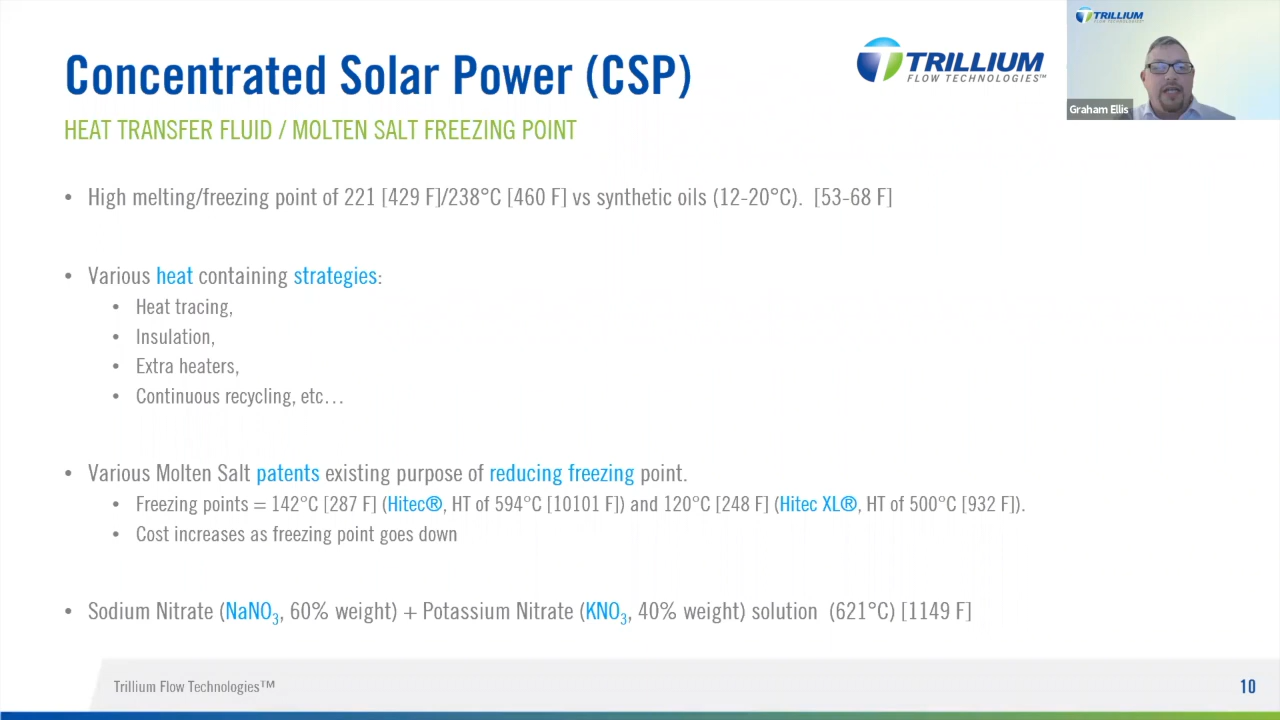 Concentrated Solar Power (CSP)
TRILLIUM
FLOW TECHNOLOGIES™
TRILLIUM
FLOW TECHNOLOGIES
Graham Ellis
HEAT TRANSFER FLUID / MOLTEN SALT FREEZING POINT
• High melting/freezing point of 221 [429 F]/238°C [460 F] vs synthetic oils (12-20°C). [53-68 F]
• Various heat containing strategies:
• Heat tracing,
• Insulation,
• Extra heaters,
• Continuous recycling, etc…
• Various Molten Salt patents existing purpose of reducing freezing point.
• Freezing points = 142°C [287 F] (Hitec®, HT of 594°C [10101 F]) and 120°C [248 F] (Hitec XL®, HT of 500°C [932 F]).
• Cost increases as freezing point goes down
• Sodium Nitrate (NaNO₃, 60% weight) + Potassium Nitrate (KNO₃, 40% weight) solution (621°C) [1149 F]
Trillium Flow Technologies™
10